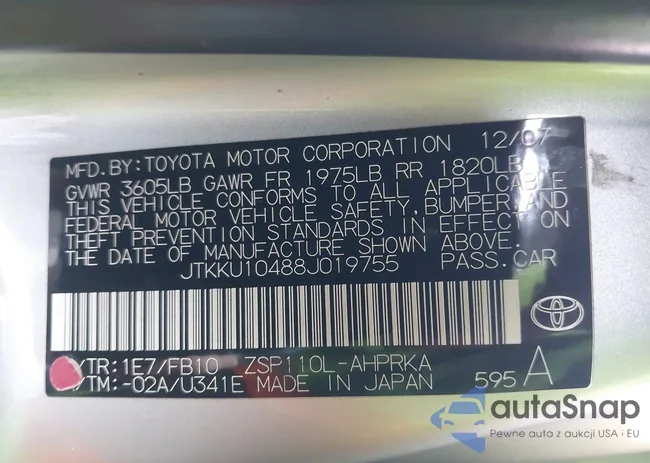 MFD.BY:TOYOTA MOTOR CORPORATION 12/07
GVWR 3605LB GAWR FR 1975LB RR 1820LB
THIS VEHICLE CONFORMS TO ALL APPLICABLE
FEDERAL MOTOR VEHICLE SAFETY, BUMPER, AND
THEFT PREVENTION STANDARDS IN EFFECT ON
THE DATE OF MANUFACTURE SHOWN ABOVE.
JTKKU10488J019755 PASS.CAR
/TR:1E7/FB10 ZSP110L-AHPRKA
/TM:-02A/U341E MADE IN JAPAN 595 A
autaSnap
Pewne auta z aukcji USA i EU